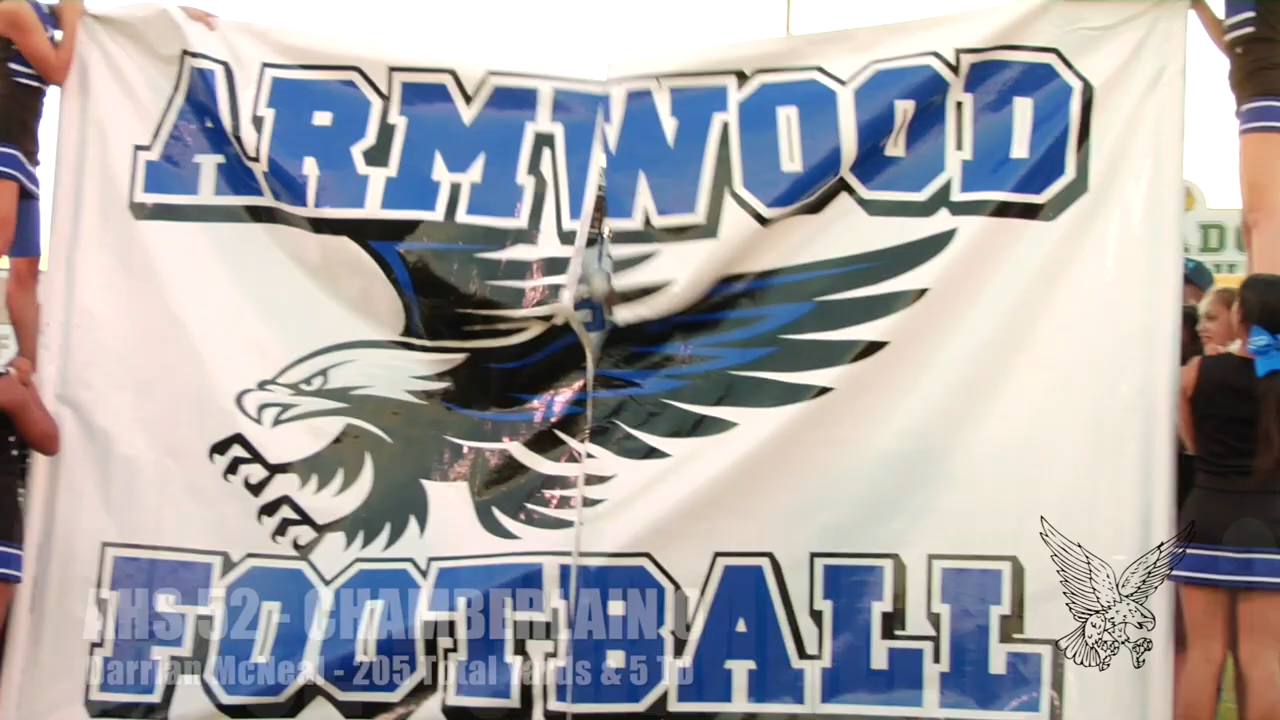 ARMWOOD
FOOTBALL
AHS 52 - CHAMBERLAIN 0
Darrian McNeal - 205 Total Yards & 5 TD